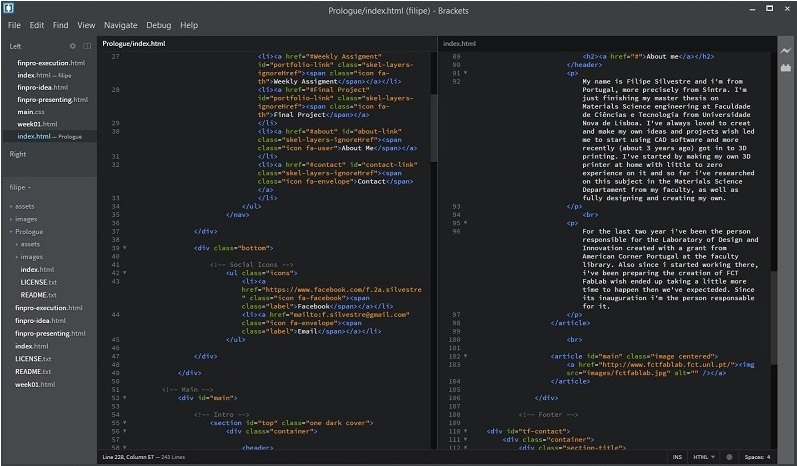 Prologue/index.html (filipe) - Brackets
File Edit Find View Navigate Debug Help
Left
finpro-execution.html
index.html — filipe
finpro-idea.html
finpro-presenting.html
main.css
week01.html
index.html — Prologue
Right
filipe
assets
images
Prologue
assets
images
index.html
LICENSE.txt
README.txt
finpro-execution.html
finpro-idea.html
finpro-presenting.html
index.html
LICENSE.txt
README.txt
week01.html
Prologue/index.html
27 <li><a href="#Weekly Assigment"
id="portfolio-link" class="skel-layers-
ignoreHref"><span class="icon fa-
th">Weekly Assigment</span></a></li>
28 <li><a href="#Final Project"
id="portfolio-link" class="skel-layers-
ignoreHref"><span class="icon fa-
th">Final Project</span></a>
29 </li>
30 <li><a href="#about" id="about-link"
class="skel-layers-ignoreHref"><span
class="icon fa-user">About Me</span></a>
31 </li>
32 <li><a href="#contact" id="contact-link"
class="skel-layers-ignoreHref"><span
class="icon fa-envelope">Contact</span>
</a>
33 </li>
34 </ul>
35 </nav>
36
37 </div>
38
39 <div class="bottom">
40
41 <!-- Social Icons -->
42 <ul class="icons">
43 <li><a
href="https://www.facebook.com/f.2a.silvestre
" class="icon fa-facebook"><span
class="label">Facebook</span></a></li>
44 <li><a href="mailto:f.silvestre@gmail.com"
class="icon fa-envelope"><span
class="label">Email</span></a></li>
45 </ul>
46
47 </div>
48
49 </div>
50
51 <!-- Main -->
52 <div id="main">
53
54 <!-- Intro -->
55 <section id="top" class="one dark cover">
56 <div class="container">
57
58 <header>
index.html
89 <h2><a href="#">About me</a></h2>
90 </header>
91 <p>
92 My name is Filipe Silvestre and i'm from
Portugal, more precisely from Sintra. I'm
just finishing my master thesis on
Materials Science engineering at Faculdade
de Ciências e Tecnologia from Universidade
Nova de Lisboa. I've always loved to creat
and make my own ideas and projects wish led
me to start using CAD software and more
recently (about 3 years ago) got in to 3D
printing. I've started by making my own 3D
printer at home with little to zero
experience on it and so far i've researched
on this subject in the Materials Science
Departament from my faculty, as well as
fully designing and creating my own.
93 </p>
94 <br>
95 <p>
96 For the last two year i've been the person
responsible for the Laboratory of Design and
Innovation created with a grant from
American Corner Portugal at the faculty
library. Also since i started working there,
i've been preparing the creation of FCT
FabLab wish ended up taking a little more
time to happen then we've expecteded. Since
its inauguration i'm the person responsable
for it.
97 </p>
98 </article>
99
100 <br>
101
102 <article id="main" class="image centered">
103 <a href="http://www.fctfablab.fct.unl.pt/"><img
src="images/fctfablab.jpg" alt="" /></a>
104 </article>
105
106 </div>
107
108 <!-- Footer -->
109
110 <div id="tf-contact">
111 <div class="container">
112 <div class="section-title">
Line 228, Column 57 — 243 Lines
INS HTML Spaces: 4